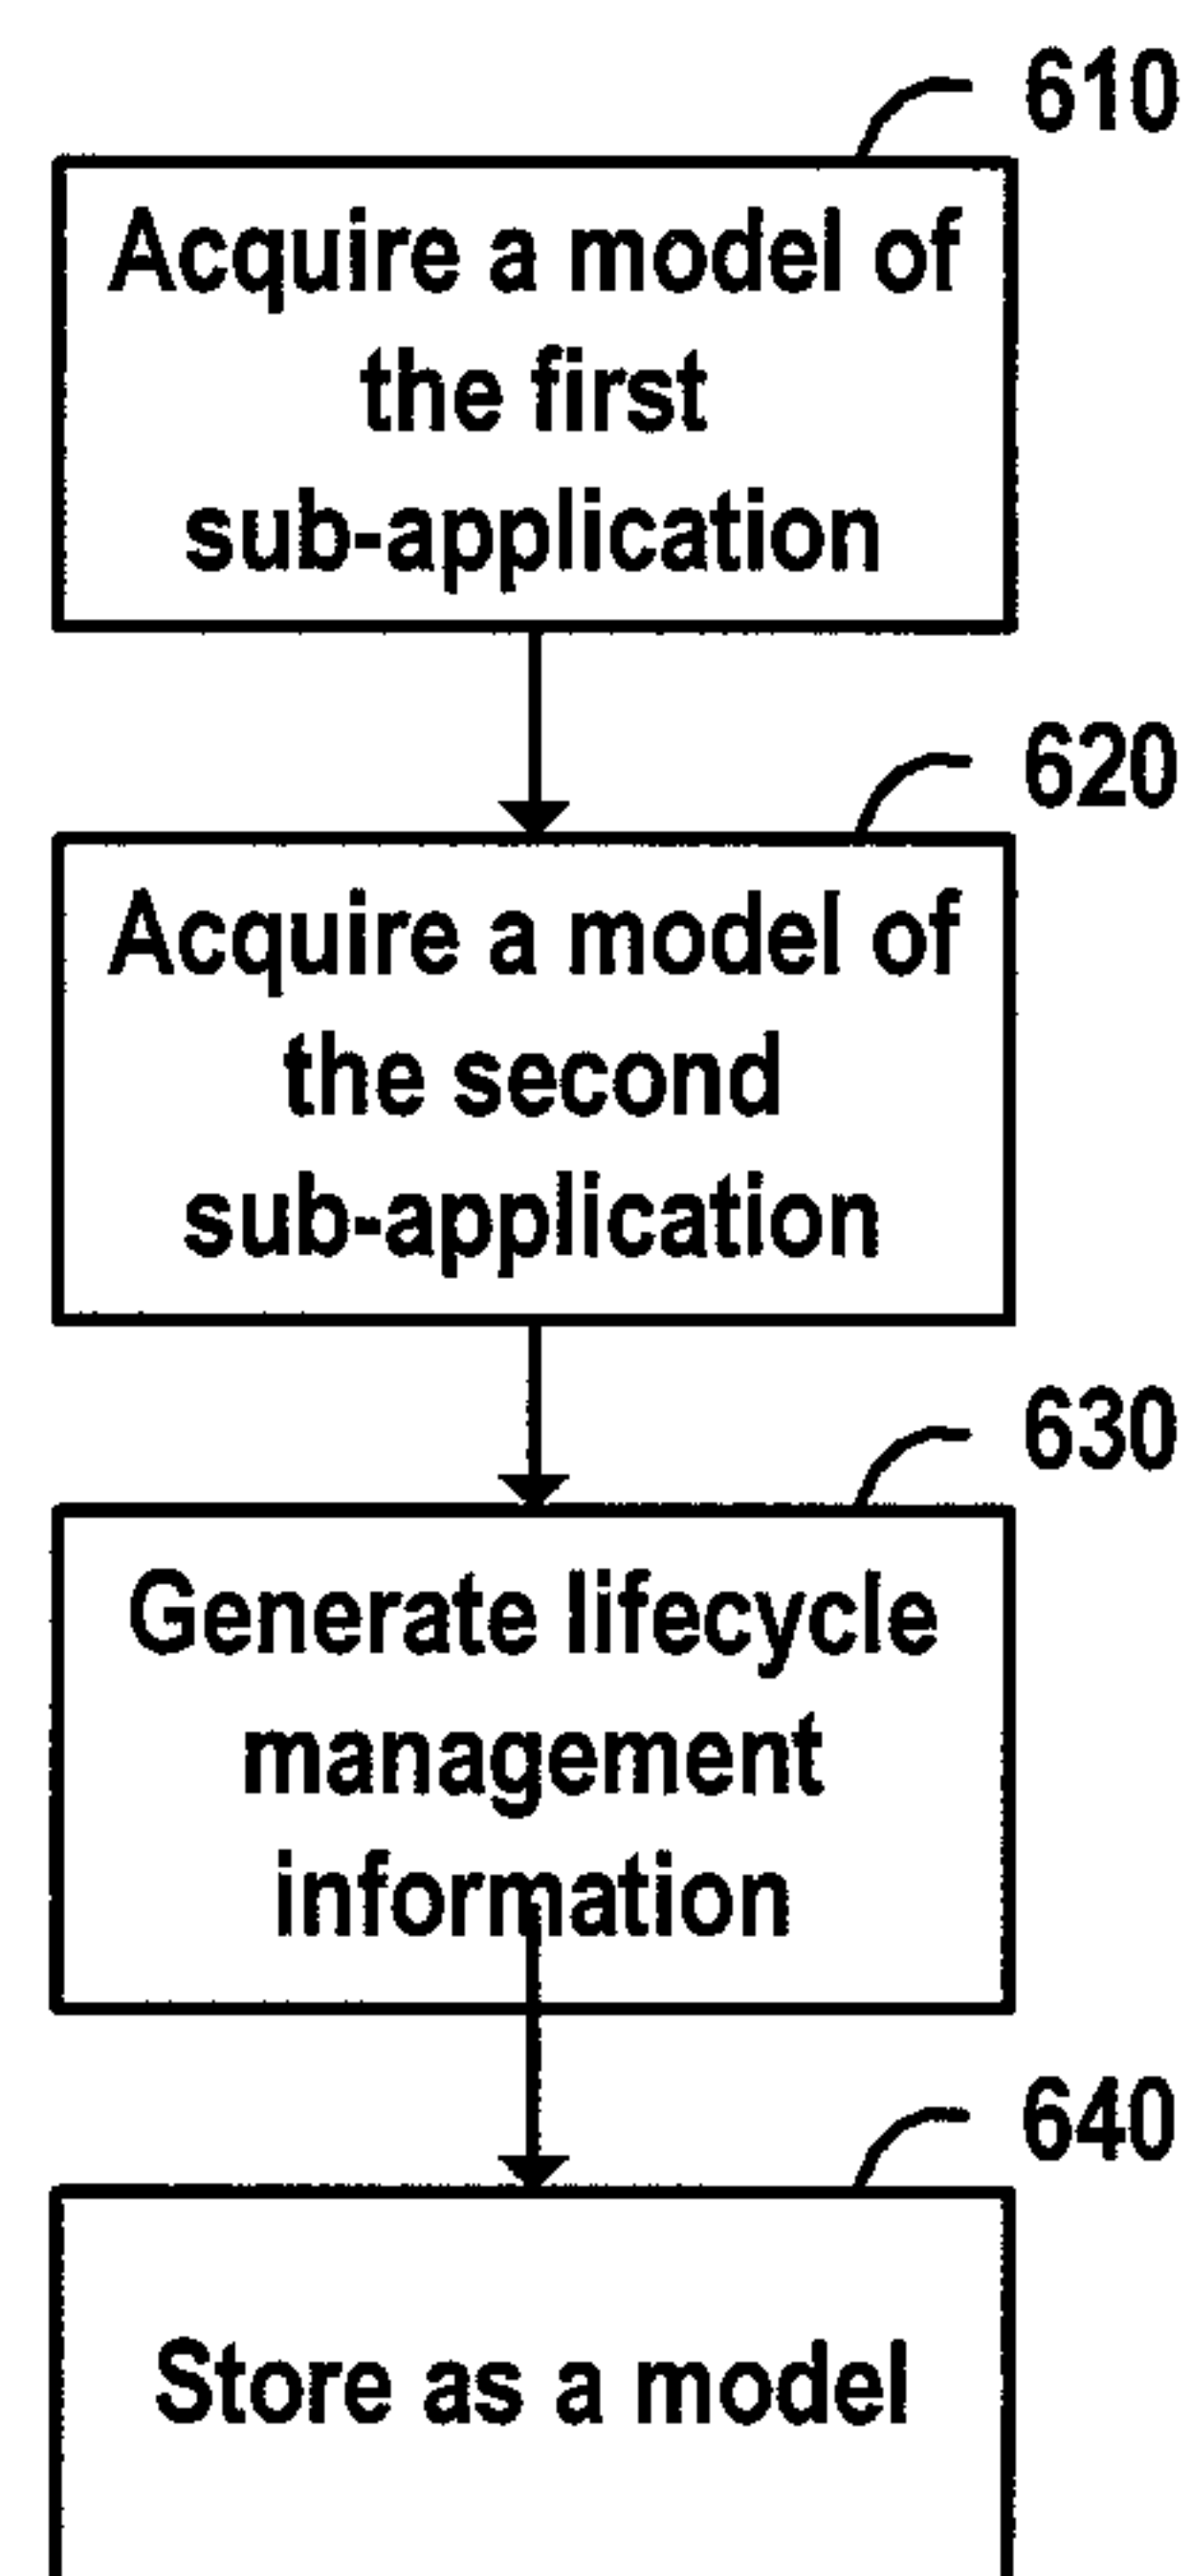 610
Acquire a model of
the first
sub-application
620
Acquire a model of
the second
sub-application
630
Generate lifecycle
management
information
640
Store as a model